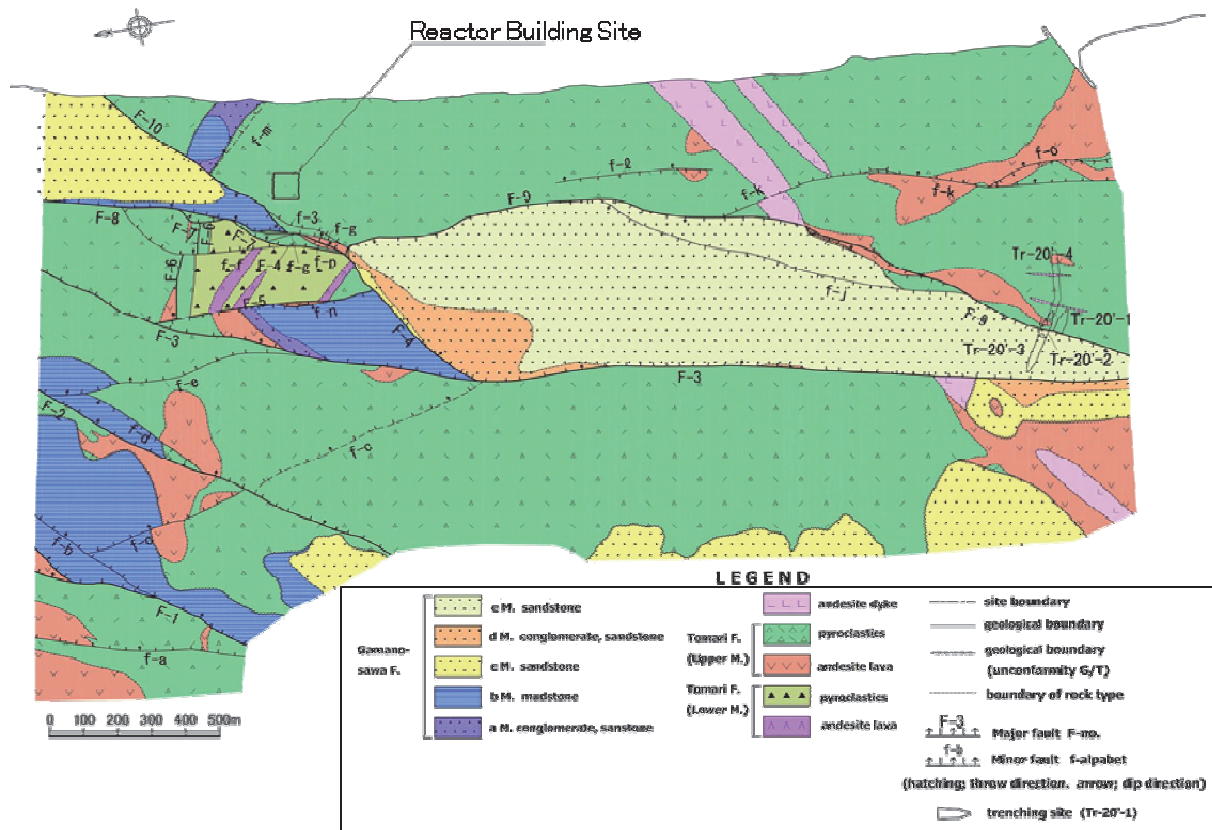 Reactor Building Site
F-10
f-m
f-l
f-o
f-k
f-k
F-9
F-8
f-3
f-g
Tr-20'-4
F-6
f-f
F-4
f-g
f-p
f-j
F-5
f-n
F-9
Tr-20'-1
F-3
F-4
Tr-20'-3
Tr-20'-2
F-3
f-e
F-2
f-d
f-c
f-d
f-b
F-1
f-a
0 100 200 300 400 500m
LEGEND
e M. sandstone
d M. conglomerate, sandstone
Gamano-
sawa F.
c M. sandstone
b M. mudstone
a M. conglomerate, sanstone
andesite dyke
Tomari F.
(Upper M.)
pyroclastics
andesite lava
Tomari F.
(Lower M.)
pyroclastics
andesite lava
site boundary
geological boundary
geological boundary
(unconformity G/T)
boundary of rock type
F-3
Major fault F-no.
f-b
Minor fault f-alpabet
(hatching; throw direction. arrow; dip direction)
trenching site (Tr-20'-1)